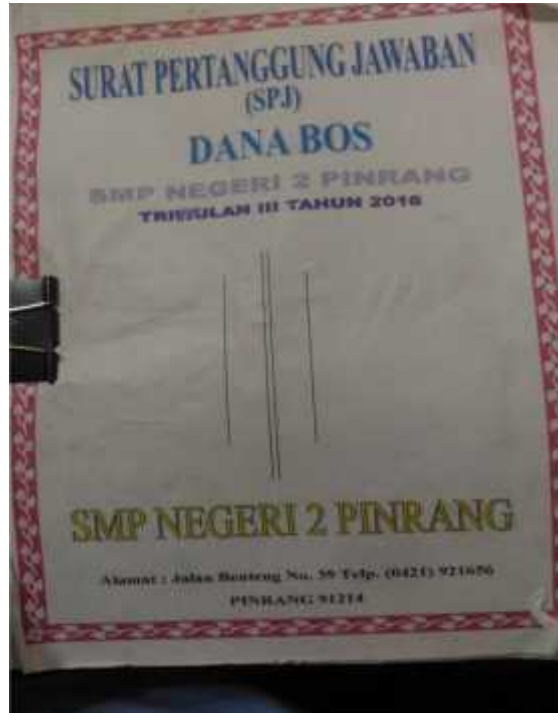 SURAT PERTANGGUNG JAWABAN
(SPJ)
DANA BOS
SMP NEGERI 2 PINRANG
TRIWULAN III TAHUN 2016
SMP NEGERI 2 PINRANG
Alamat : Jalan Benteng No. 59 Telp. (0421) 921656
PINRANG 91214